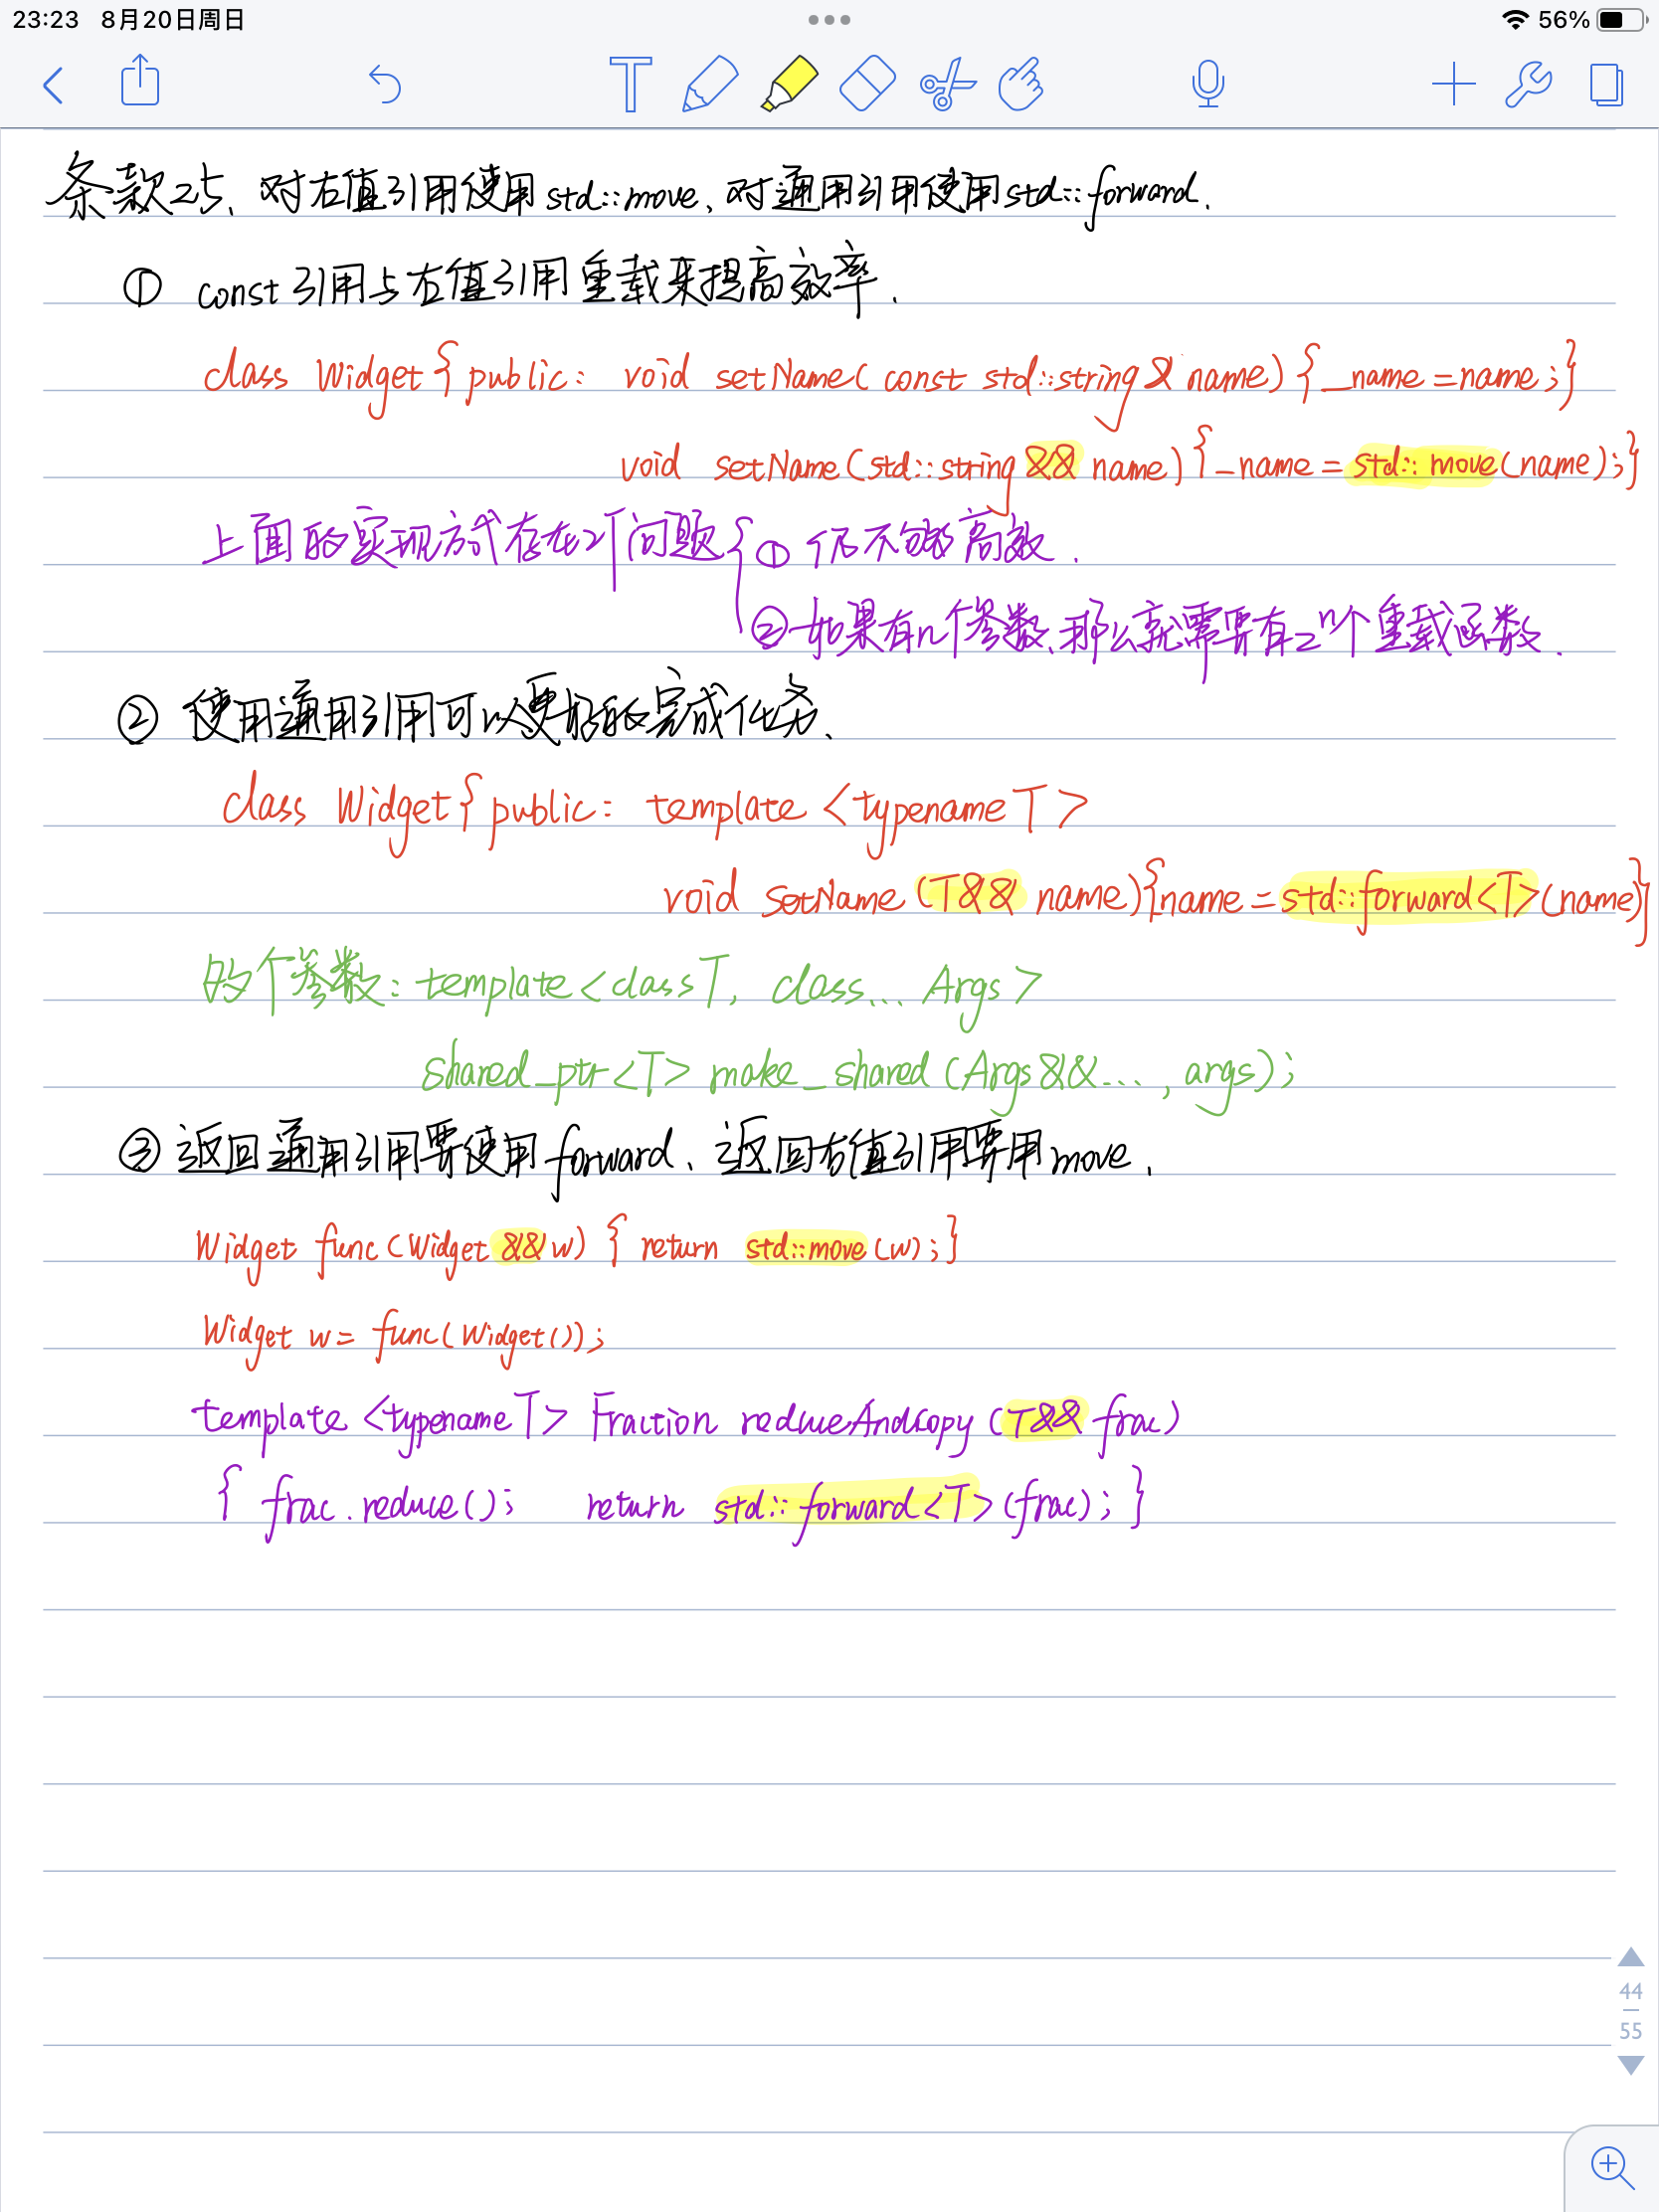 23:23 8月20日周日
56%
条款25、对右值引用使用std::move、对通用引用使用std::forward.
① const引用与右值引用重载来提高效率.
class Widget{public: void setName(const std::string& name){_name=name;}
void setName(std::string&& name){_name=std::move(name);}
上面的实现方式存在2个问题{①仍不够高效.
②如果有n个参数、那么就需要有2ⁿ个重载函数.
② 使用通用引用可以更好的完成任务、
class Widget{public: template<typename T>
void setName(T&& name){name=std::forward<T>(name)}
多个参数: template<class T, class... Args>
shared_ptr<T> make_shared(Args&&..., args);
③ 返回通用引用要使用forward、返回右值引用要用move.
Widget func(Widget&& w) { return std::move(w);}
Widget w= func(Widget());
template<typename T> Fraction reduceAndCopy(T&& frac)
{ frac.reduce(); return std::forward<T>(frac);}
44
55